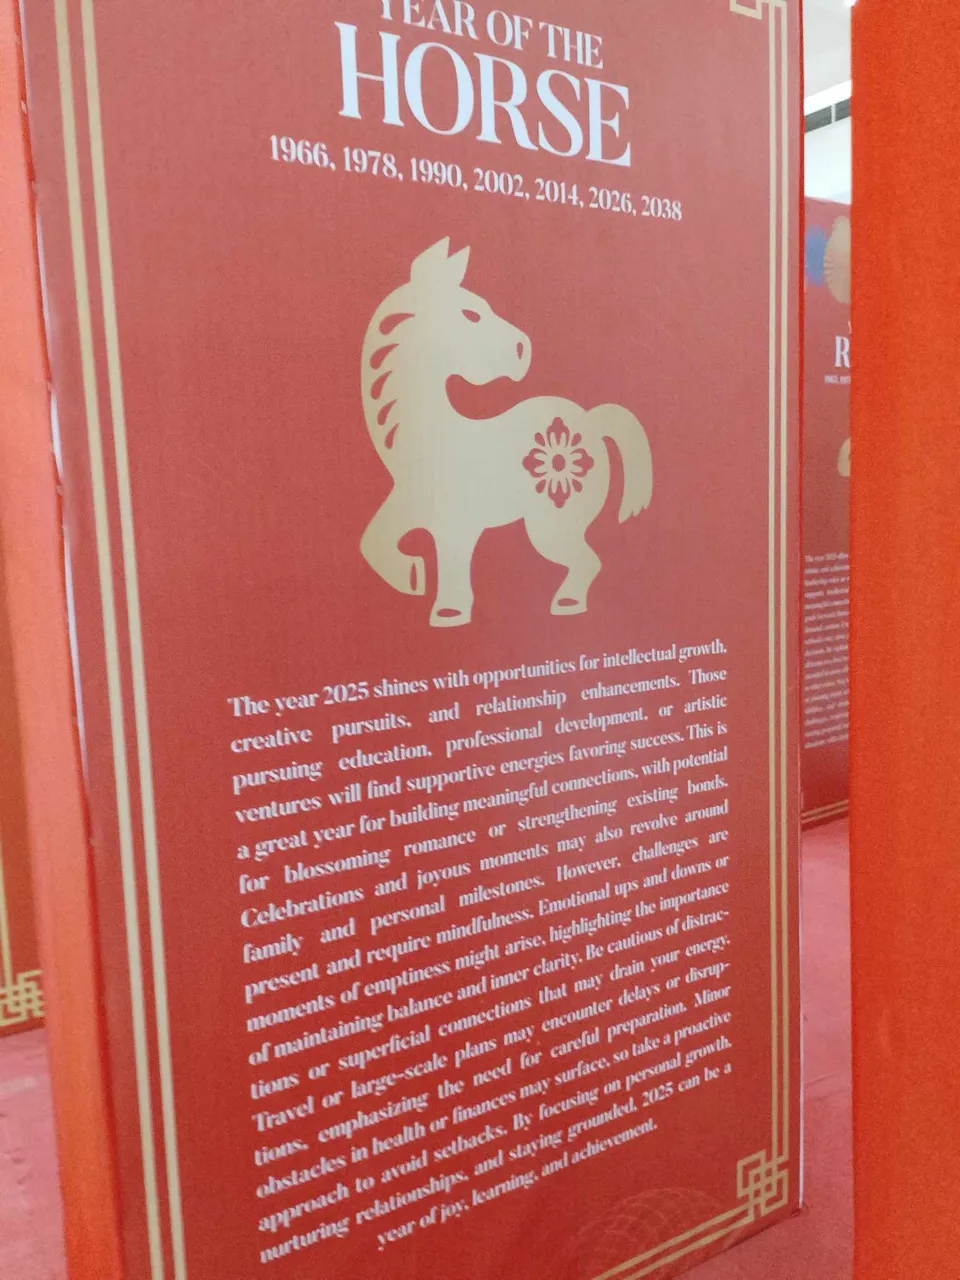 YEAR OF THE
HORSE
1966, 1978, 1990, 2002, 2014, 2026, 2038
The year 2025 shines with opportunities for intellectual growth,
creative pursuits, and relationship enhancements. Those
pursuing education, professional development, or artistic
ventures will find supportive energies favoring success. This is
a great year for building meaningful connections, with potential
for blossoming romance or strengthening existing bonds.
Celebrations and joyous moments may also revolve around
family and personal milestones. However, challenges are
present and require mindfulness. Emotional ups and downs or
moments of emptiness might arise, highlighting the importance
of maintaining balance and inner clarity. Be cautious of distrac-
tions or superficial connections that may drain your energy.
Travel or large-scale plans may encounter delays or disrup-
tions, emphasizing the need for careful preparation. Minor
obstacles in health or finances may surface, so take a proactive
approach to avoid setbacks. By focusing on personal growth,
nurturing relationships, and staying grounded, 2025 can be a
year of joy, learning, and achievement.
R
The year 2025